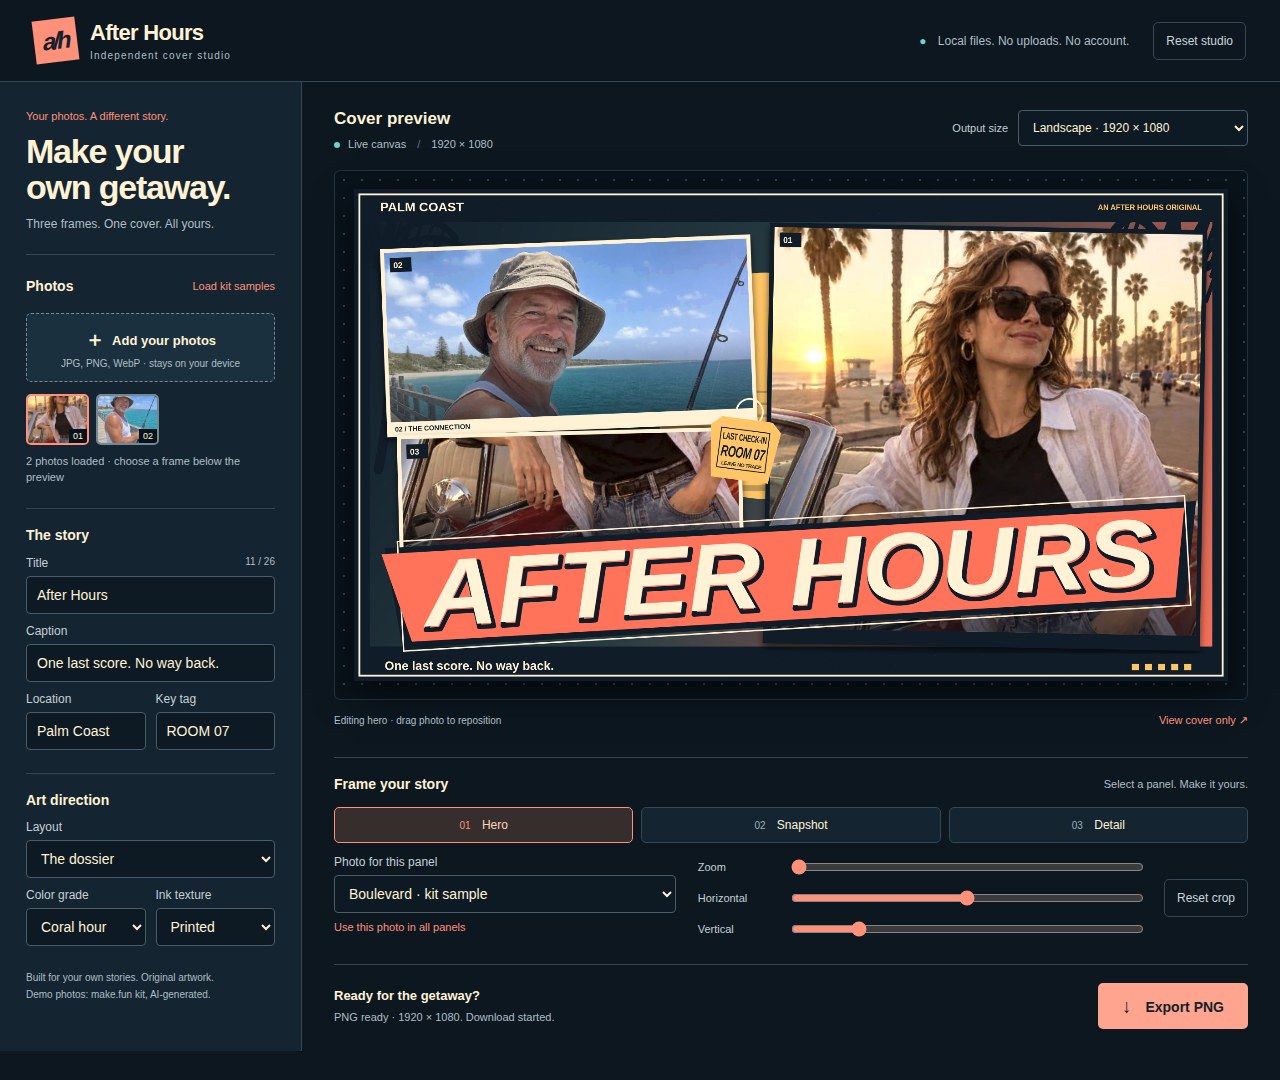 a/h
After Hours
Independent cover studio
Local files. No uploads. No account.
Reset studio
Your photos. A different story.
Make your
own getaway.
Three frames. One cover. All yours.
Photos
Load kit samples
+ Add your photos
JPG, PNG, WebP · stays on your device
01
02
2 photos loaded · choose a frame below the
preview
The story
Title
11 / 26
After Hours
Caption
One last score. No way back.
Location
Key tag
Palm Coast
ROOM 07
Art direction
Layout
The dossier
Color grade
Ink texture
Coral hour
Printed
Built for your own stories. Original artwork.
Demo photos: make.fun kit, AI-generated.
Cover preview
Live canvas / 1920 × 1080
Output size
Landscape · 1920 × 1080
PALM COAST
AN AFTER HOURS ORIGINAL
02
01
02 / THE CONNECTION
03
LAST CHECK-IN
ROOM 07
LEAVE NO TRACE
AFTER HOURS
One last score. No way back.
Editing hero · drag photo to reposition
View cover only ↗
Frame your story
Select a panel. Make it yours.
01 Hero
02 Snapshot
03 Detail
Photo for this panel
Boulevard · kit sample
Use this photo in all panels
Zoom
Horizontal
Vertical
Reset crop
Ready for the getaway?
PNG ready · 1920 × 1080. Download started.
↓ Export PNG